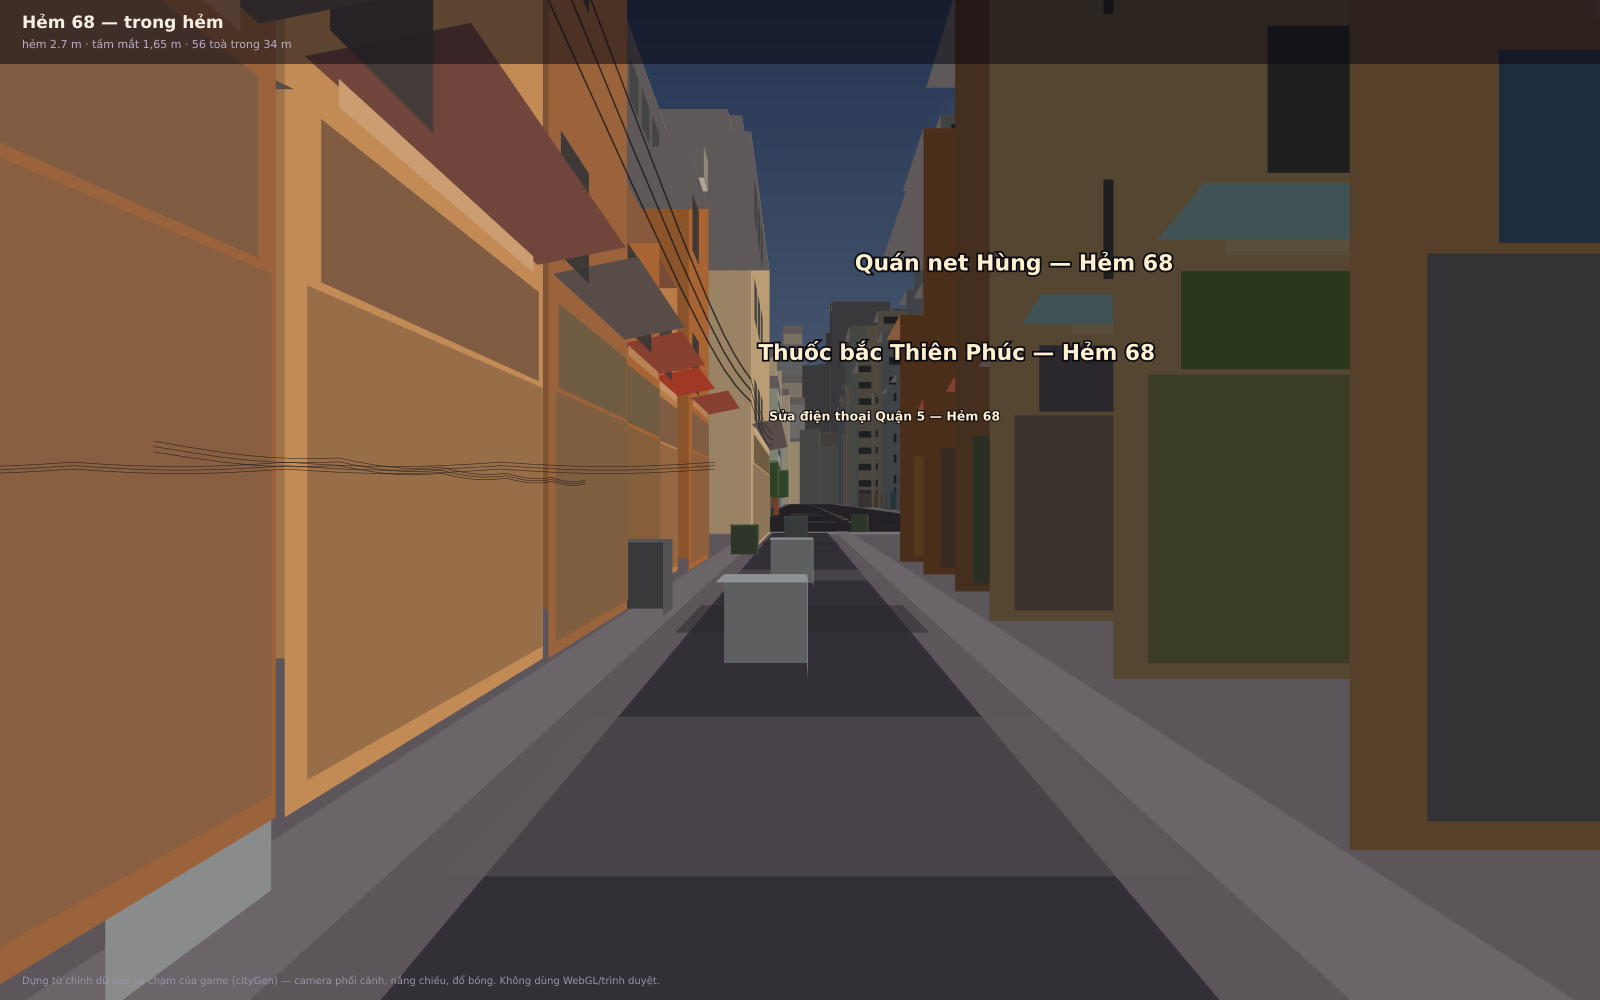 Hẻm 68 — trong hẻm
hẻm 2.7 m · tầm mắt 1,65 m · 56 toà trong 34 m
Quán net Hùng — Hẻm 68
Thuốc bắc Thiên Phúc — Hẻm 68
Sửa điện thoại Quận 5 — Hẻm 68
Dựng từ chính dữ liệu va chạm của game (cityGen) — camera phối cảnh, nắng chiều, đổ bóng. Không dùng WebGL/trình duyệt.